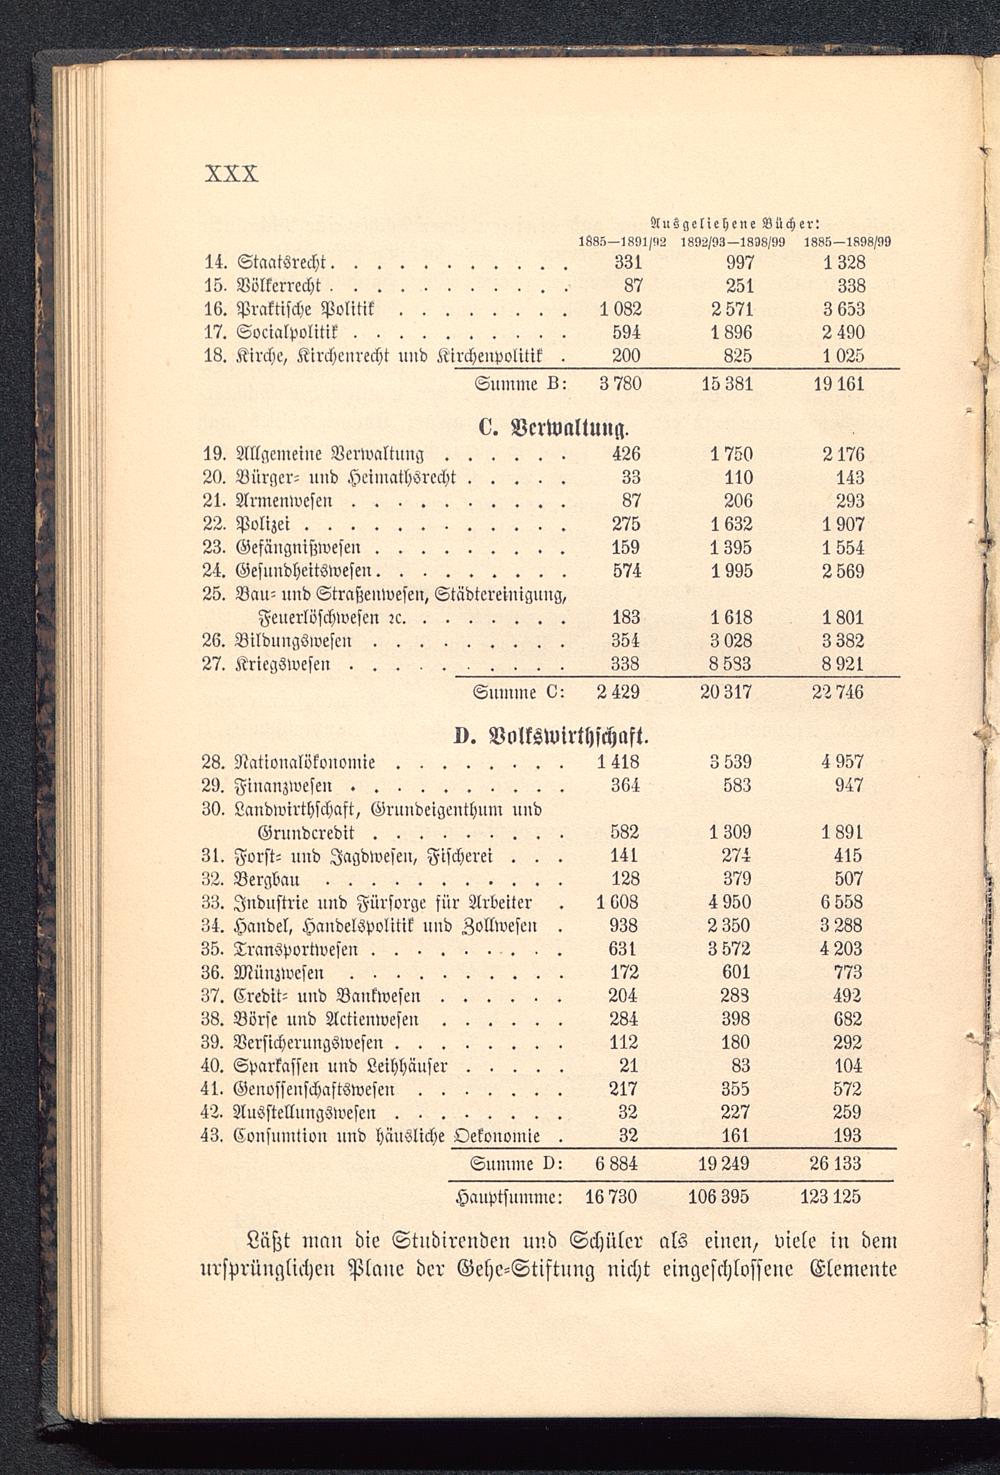 XXX
Ausgeliehene Bücher:
1885—1891/92 1892/93—1898/99 1885—1898/99
14. Staatsrecht . . . . . . . . . . . 331 997 1 328
15. Völkerrecht . . . . . . . . . . . 87 251 338
16. Praktische Politik . . . . . . . . 1 082 2 571 3 653
17. Socialpolitik . . . . . . . . . . 594 1 896 2 490
18. Kirche, Kirchenrecht und Kirchenpolitik . 200 825 1 025
Summe B: 3 780 15 381 19 161
C. Verwaltung.
19. Allgemeine Verwaltung . . . . . . 426 1 750 2 176
20. Bürger- und Heimathsrecht . . . . . 33 110 143
21. Armenwesen . . . . . . . . . . 87 206 293
22. Polizei . . . . . . . . . . . . 275 1 632 1 907
23. Gefängnißwesen . . . . . . . . . 159 1 395 1 554
24. Gesundheitswesen . . . . . . . . . 574 1 995 2 569
25. Bau- und Straßenwesen, Städtereinigung,
Feuerlöschwesen ꝛc. . . . . . . . 183 1 618 1 801
26. Bildungswesen . . . . . . . . . 354 3 028 3 382
27. Kriegswesen . . . . . . . . . . 338 8 583 8 921
Summe C: 2 429 20 317 22 746
D. Volkswirthschaft.
28. Nationalökonomie . . . . . . . . 1 418 3 539 4 957
29. Finanzwesen . . . . . . . . . . 364 583 947
30. Landwirthschaft, Grundeigenthum und
Grundcredit . . . . . . . . . 582 1 309 1 891
31. Forst- und Jagdwesen, Fischerei . . . 141 274 415
32. Bergbau . . . . . . . . . . . 128 379 507
33. Industrie und Fürsorge für Arbeiter . 1 608 4 950 6 558
34. Handel, Handelspolitik und Zollwesen . 938 2 350 3 288
35. Transportwesen . . . . . . . . . 631 3 572 4 203
36. Münzwesen . . . . . . . . . . 172 601 773
37. Credit- und Bankwesen . . . . . . 204 288 492
38. Börse und Actienwesen . . . . . . 284 398 682
39. Versicherungswesen . . . . . . . . 112 180 292
40. Sparkassen und Leihhäuser . . . . . 21 83 104
41. Genossenschaftswesen . . . . . . . 217 355 572
42. Ausstellungswesen . . . . . . . . 32 227 259
43. Consumtion und häusliche Oekonomie . 32 161 193
Summe D: 6 884 19 249 26 133
Hauptsumme: 16 730 106 395 123 125
Läßt man die Studirenden und Schüler als einen, viele in dem
ursprünglichen Plane der Gehe-Stiftung nicht eingeschlossene Elemente